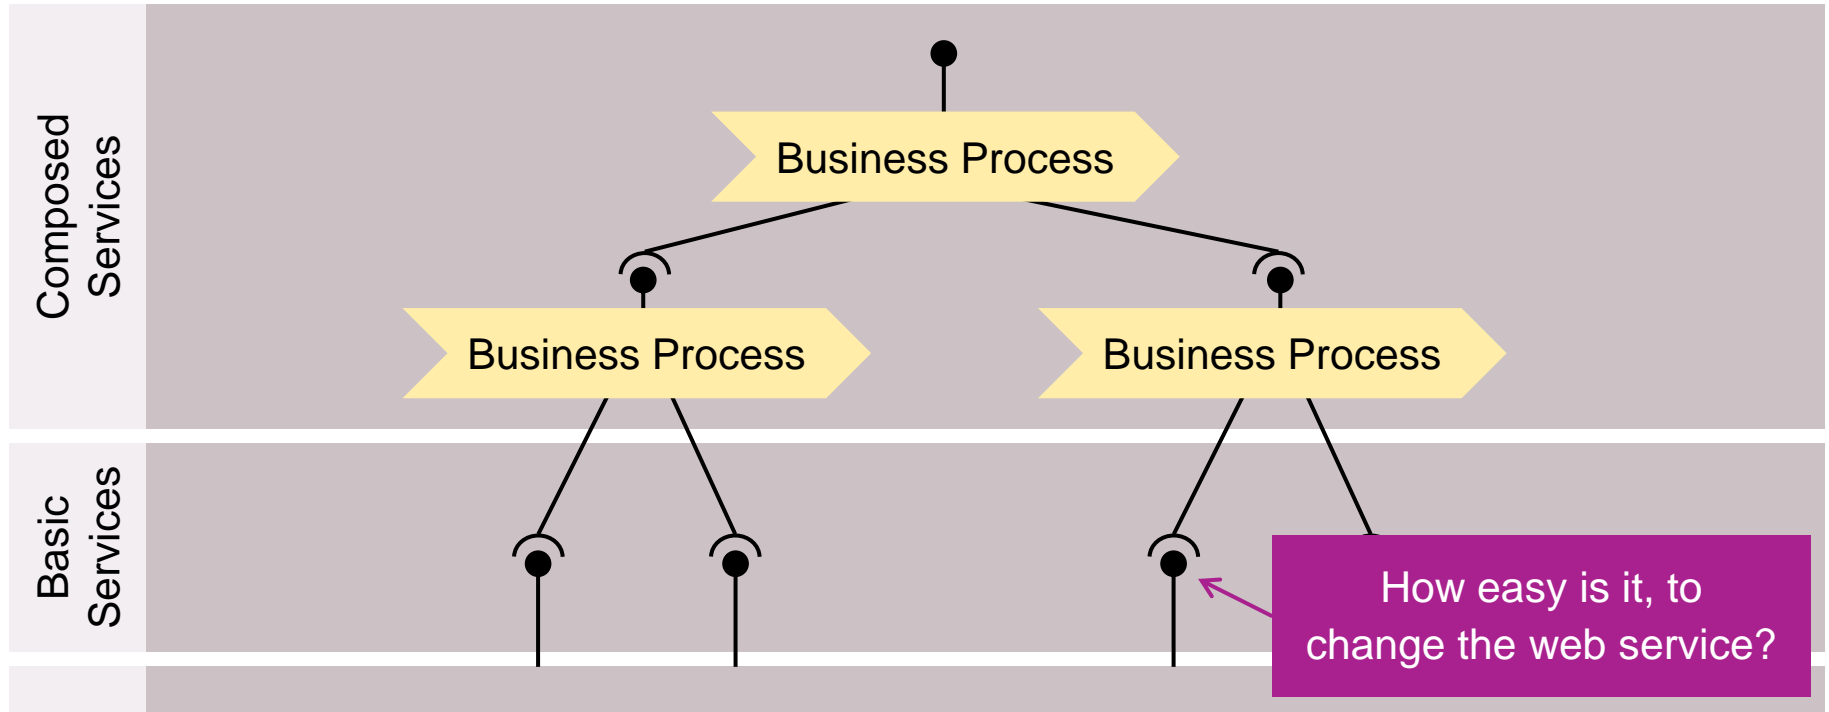 Composed
Services
Business Process
Business Process
Business Process
Basic
Services
How easy is it, to
change the web service?